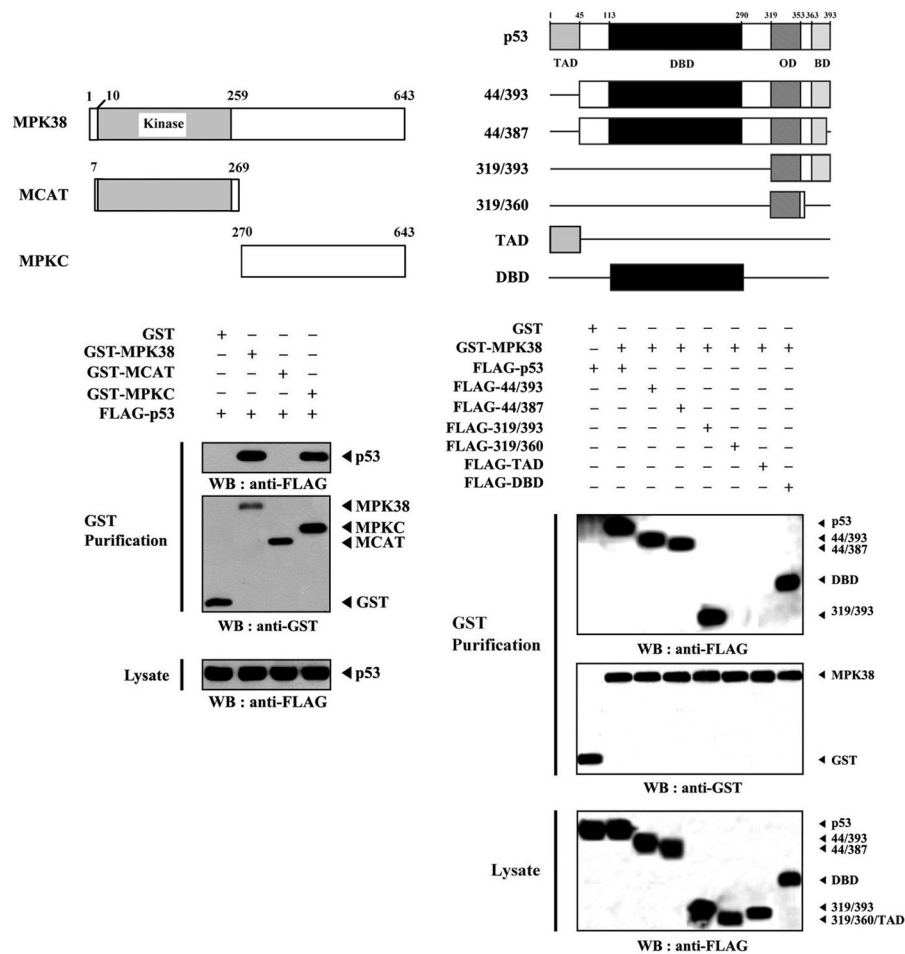 1 10 259 643
MPK38 Kinase
7 269
MCAT
270 643
MPKC
1 45 113 290 319 353 363 393
p53
TAD DBD OD BD
44/393
44/387
319/393
319/360
TAD
DBD
GST + − − −
GST-MPK38 − + − −
GST-MCAT − − + −
GST-MPKC − − − +
FLAG-p53 + + + +
p53
WB : anti-FLAG
GST Purification
MPK38
MPKC
MCAT
GST
WB : anti-GST
Lysate
p53
WB : anti-FLAG
GST + − − − − − − −
GST-MPK38 − + + + + + + +
FLAG-p53 + + − − − − − −
FLAG-44/393 − − + − − − − −
FLAG-44/387 − − − + − − − −
FLAG-319/393 − − − − + − − −
FLAG-319/360 − − − − − + − −
FLAG-TAD − − − − − − + −
FLAG-DBD − − − − − − − +
GST Purification
p53
44/393
44/387
DBD
319/393
WB : anti-FLAG
MPK38
GST
WB : anti-GST
Lysate
p53
44/393
44/387
DBD
319/393
319/360/TAD
WB : anti-FLAG